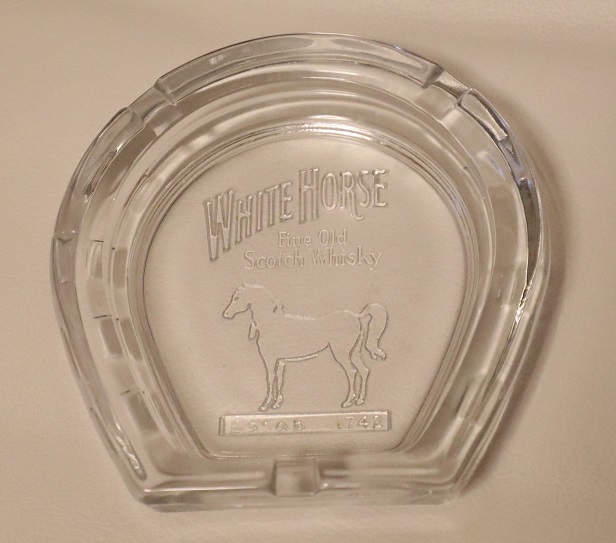 WHITE HORSE
Fine Old
Scotch Whisky
ESTAB 1742